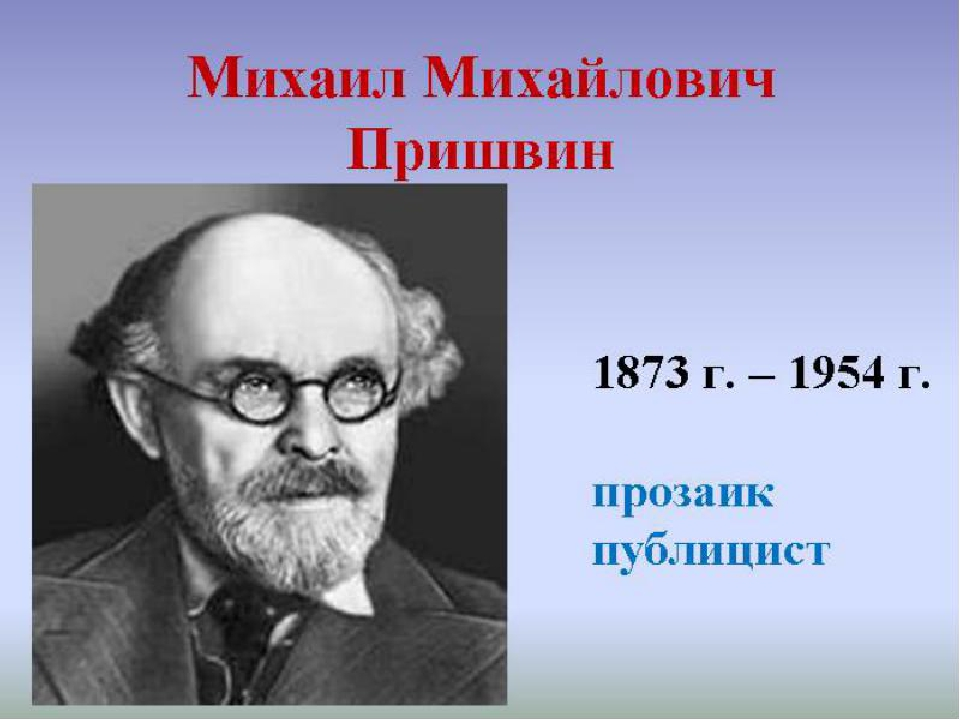 Михаил Михайлович
Пришвин
1873 г. – 1954 г.
прозаик
публицист